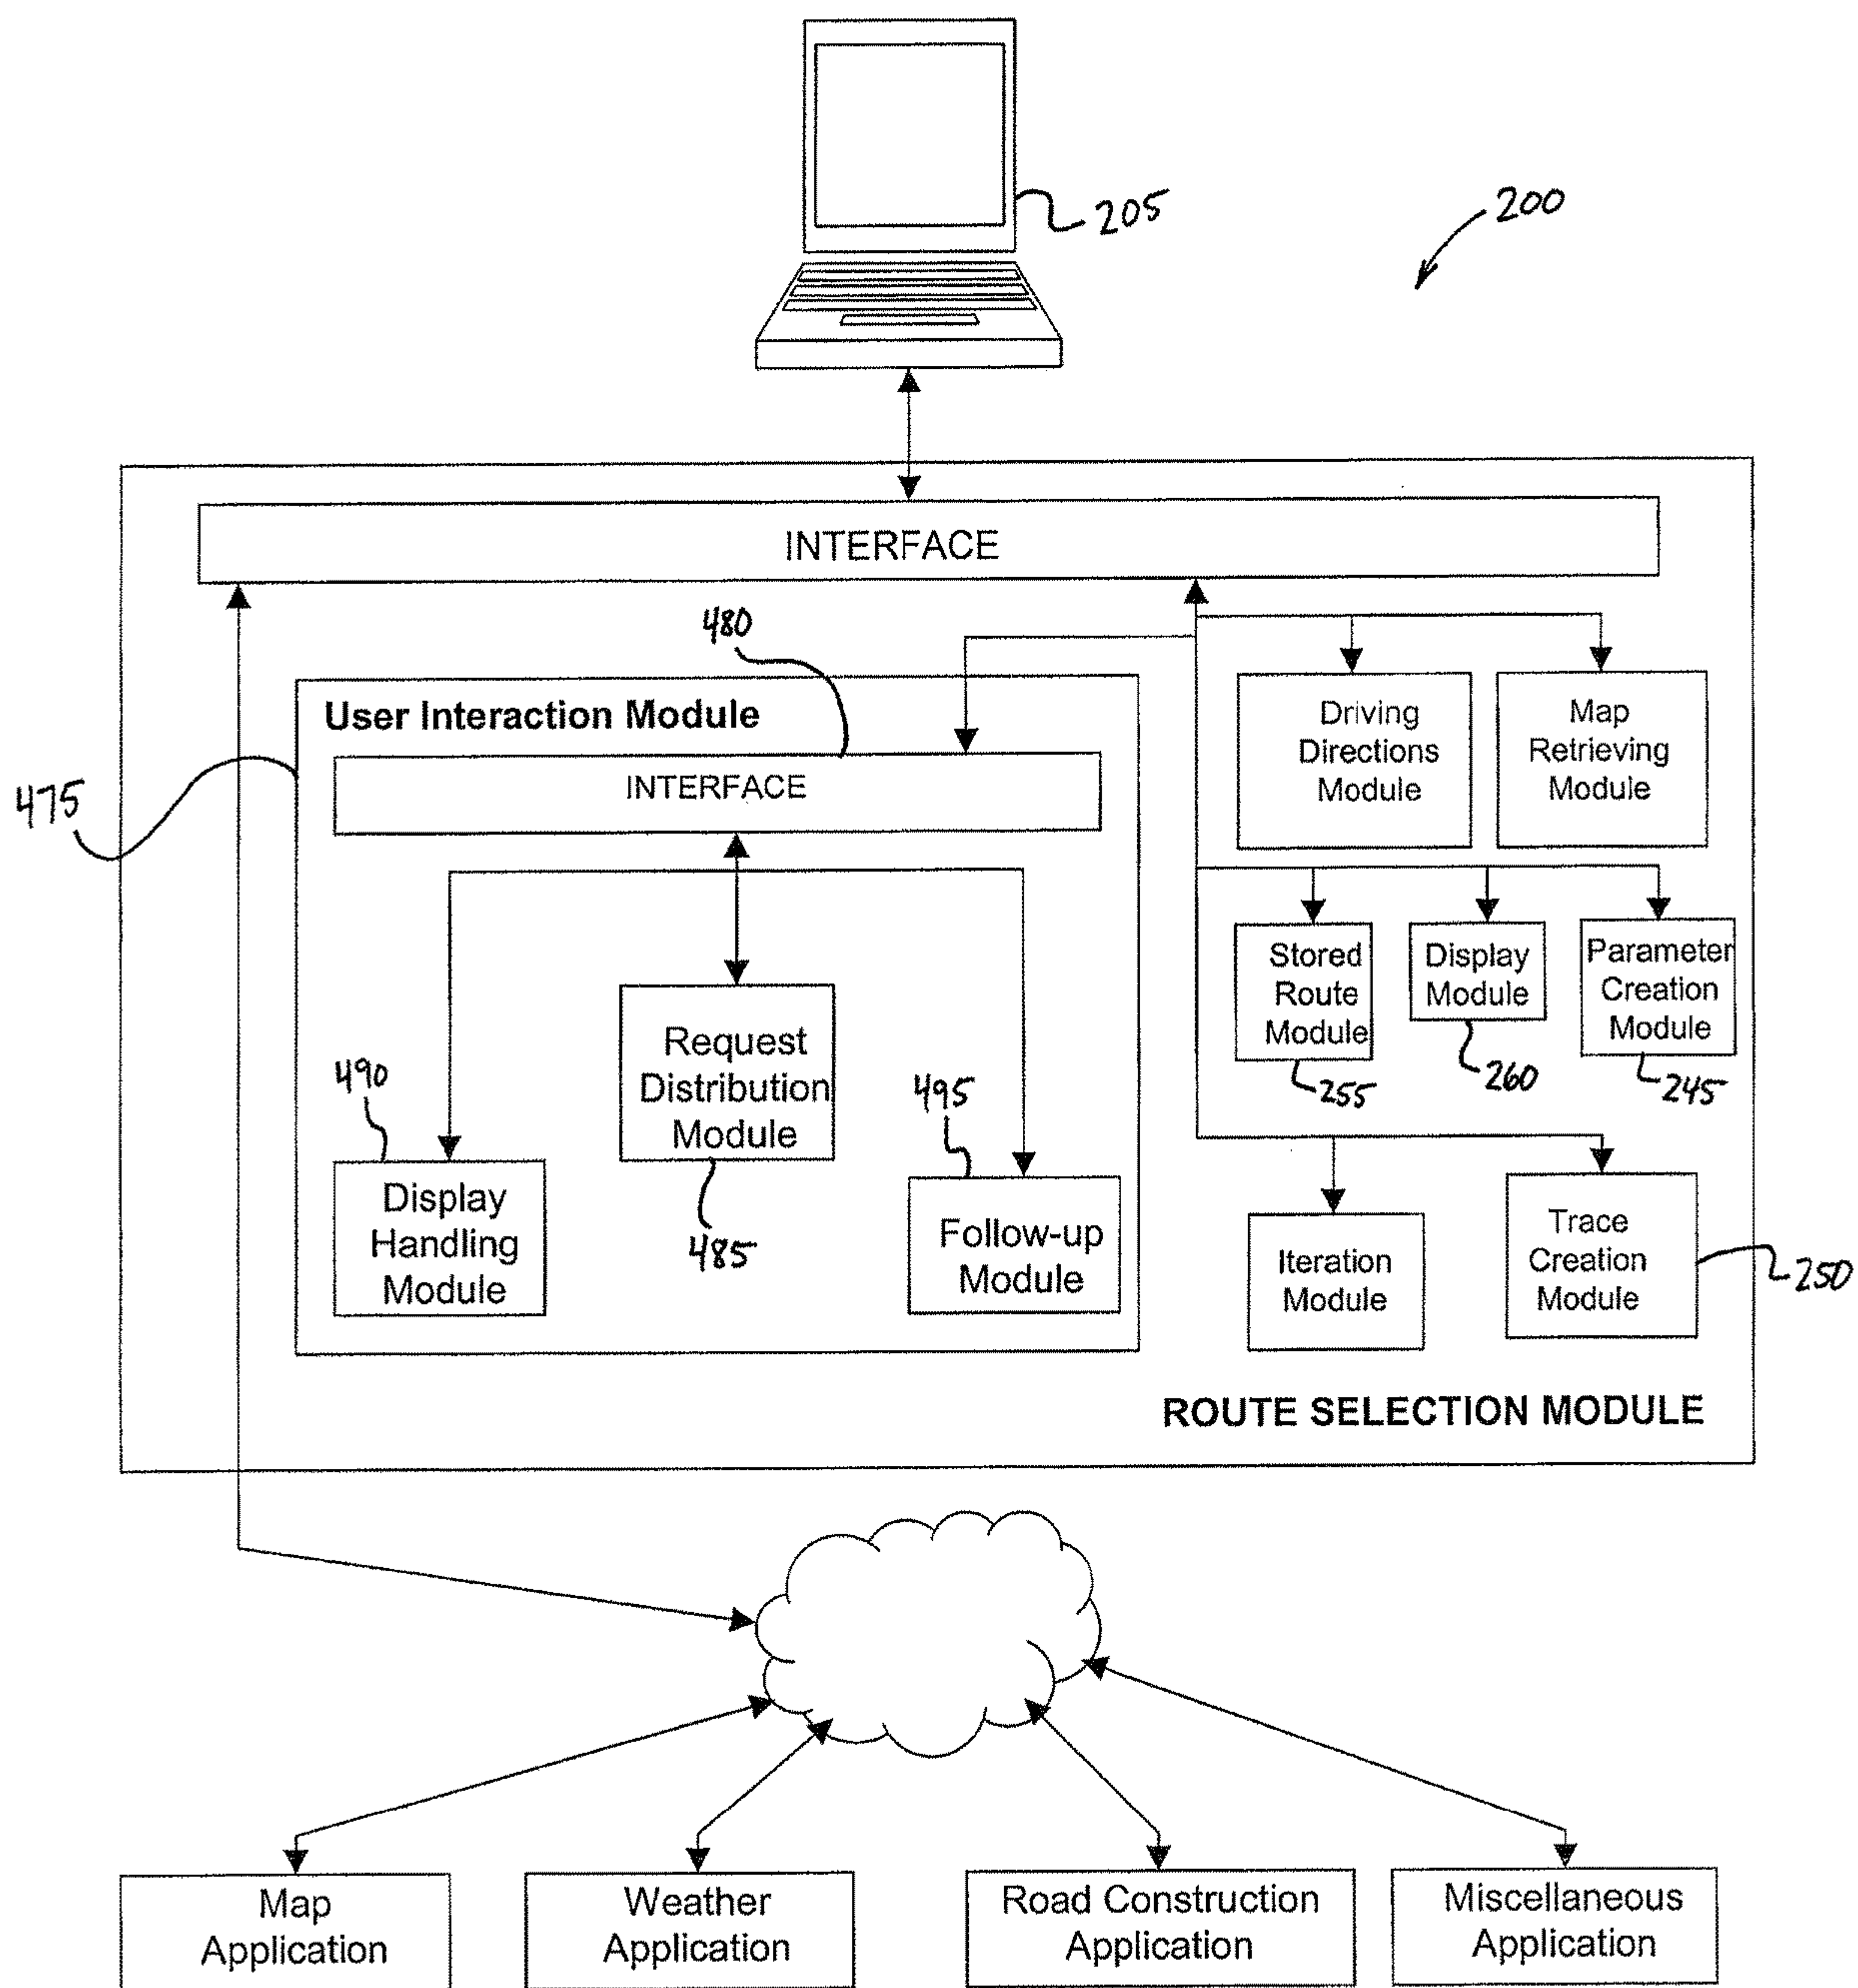 205
200
INTERFACE
480
User Interaction Module
INTERFACE
475
Driving
Directions
Module
Map
Retrieving
Module
Stored
Route
Module
255
Display
Module
260
Parameter
Creation
Module
245
Request
Distribution
Module
485
490
Display
Handling
Module
495
Follow-up
Module
Iteration
Module
Trace
Creation
Module
250
ROUTE SELECTION MODULE
Map
Application
Weather
Application
Road Construction
Application
Miscellaneous
Application